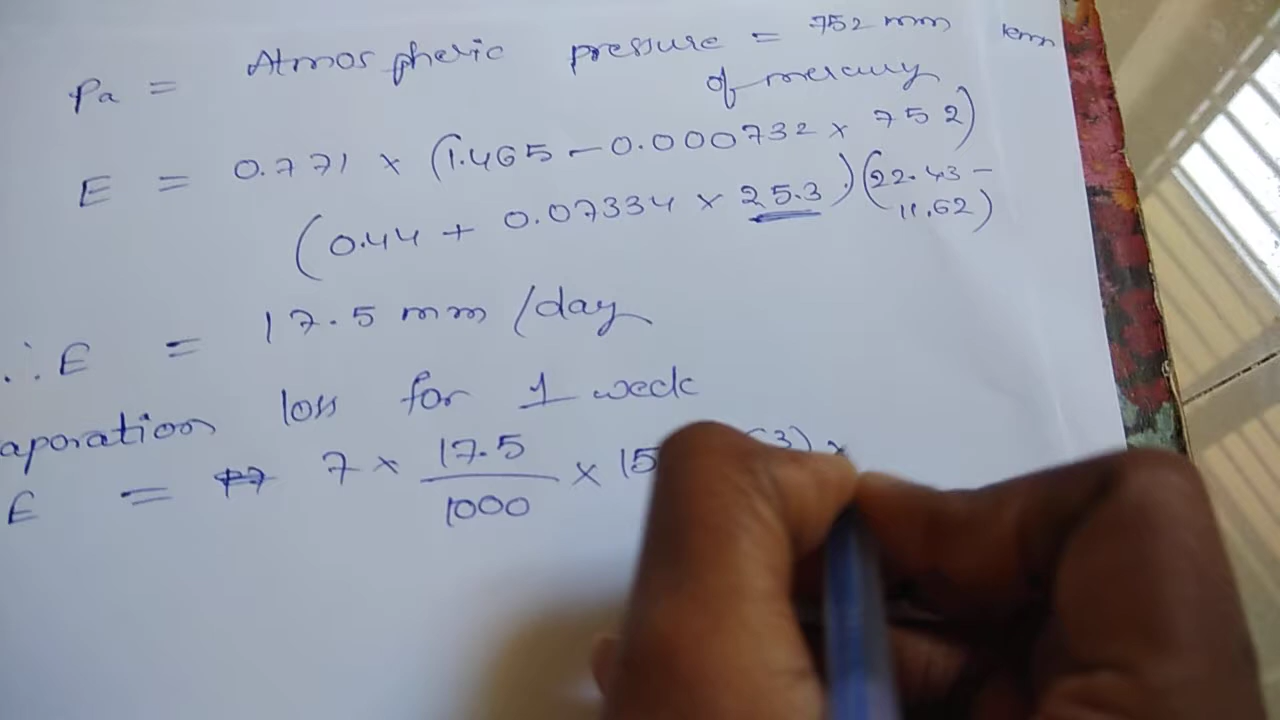 Pa = Atmospheric pressure = 752 mm
of mercury
E = 0.771 × (1.465 – 0.000732 × 752)
(0.44 + 0.07334 × 25.3) (22.43 –
11.62)
∴ E = 17.5 mm /day
aporation loss for 1 week
E = 7 × 17.5/1000 × 15